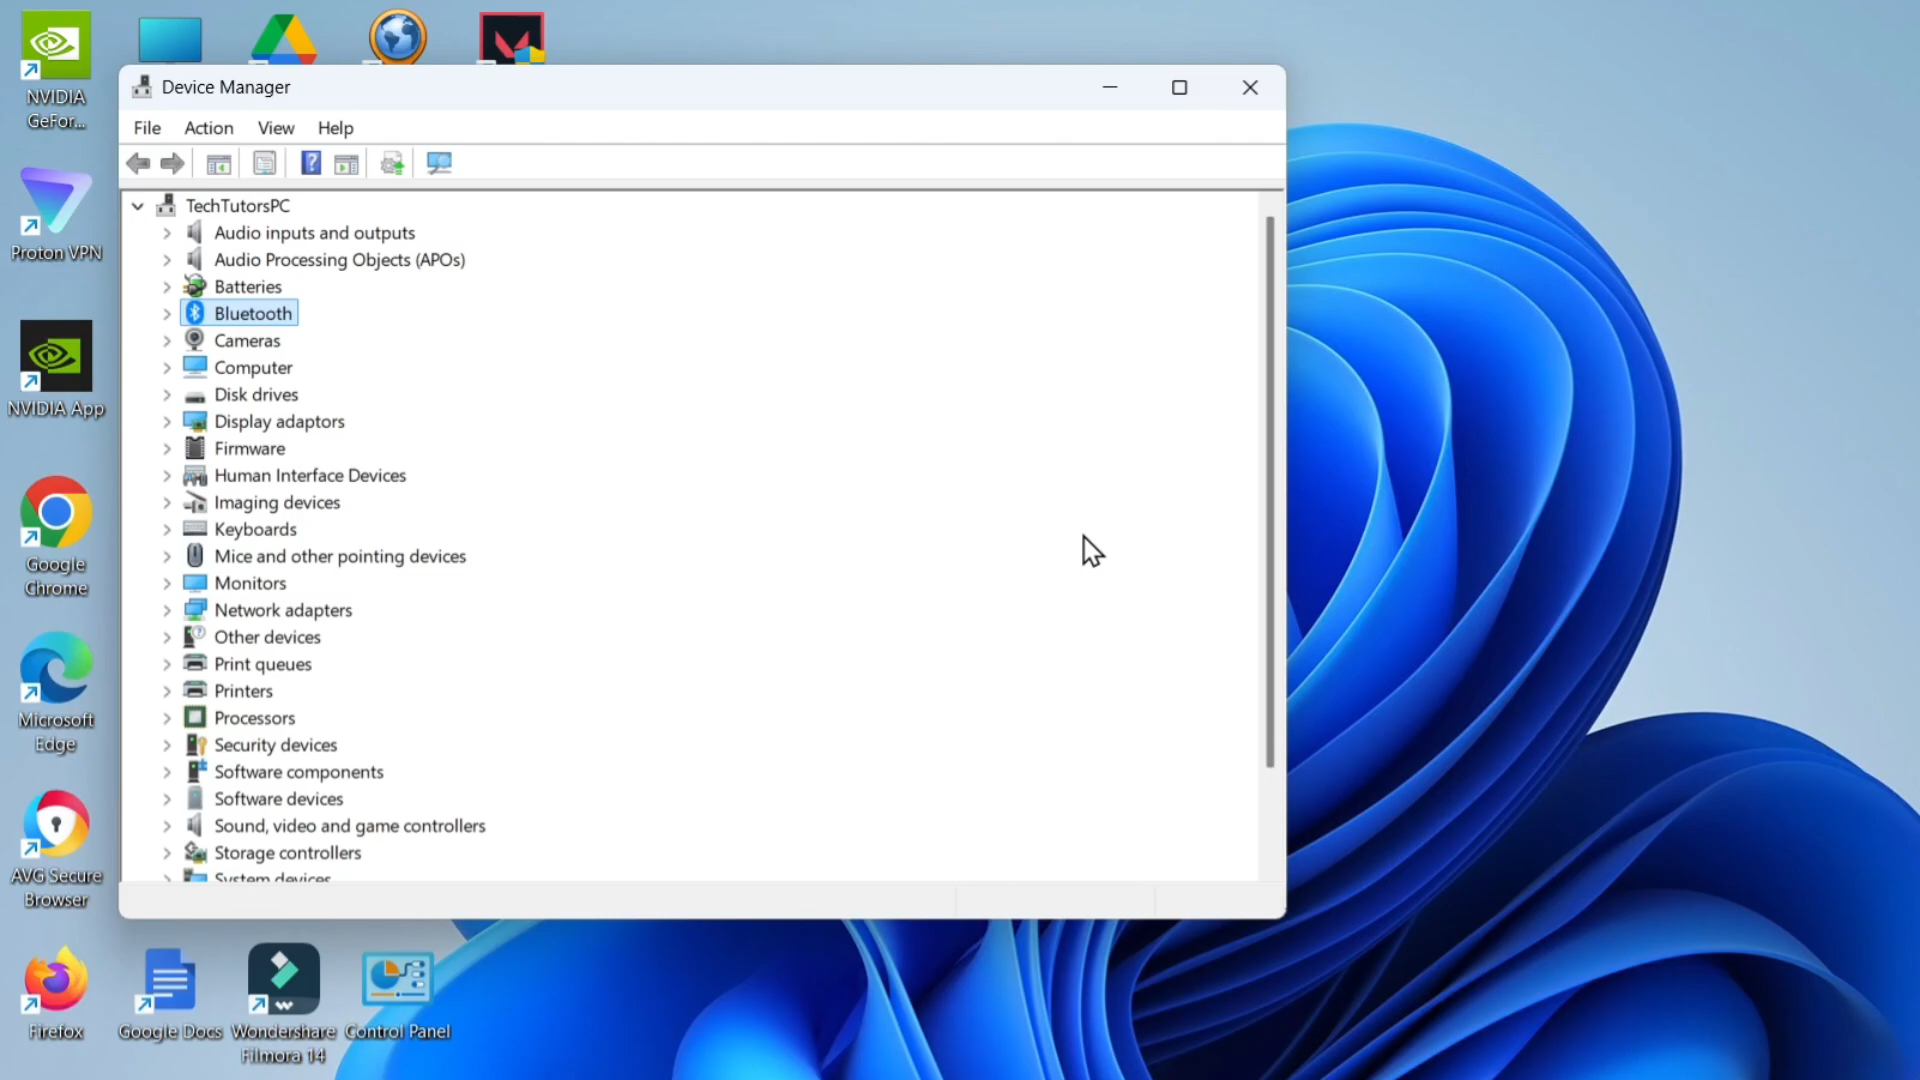 Device Manager
File Action View Help
TechTutorsPC
Audio inputs and outputs
Audio Processing Objects (APOs)
Batteries
Bluetooth
Cameras
Computer
Disk drives
Display adaptors
Firmware
Human Interface Devices
Imaging devices
Keyboards
Mice and other pointing devices
Monitors
Network adapters
Other devices
Print queues
Printers
Processors
Security devices
Software components
Software devices
Sound, video and game controllers
Storage controllers
System devices
NVIDIA
GeFor...
Proton VPN
NVIDIA App
Google
Chrome
Microsoft
Edge
AVG Secure
Browser
Firefox
Google Docs
Wondershare
Filmora 14
Control Panel